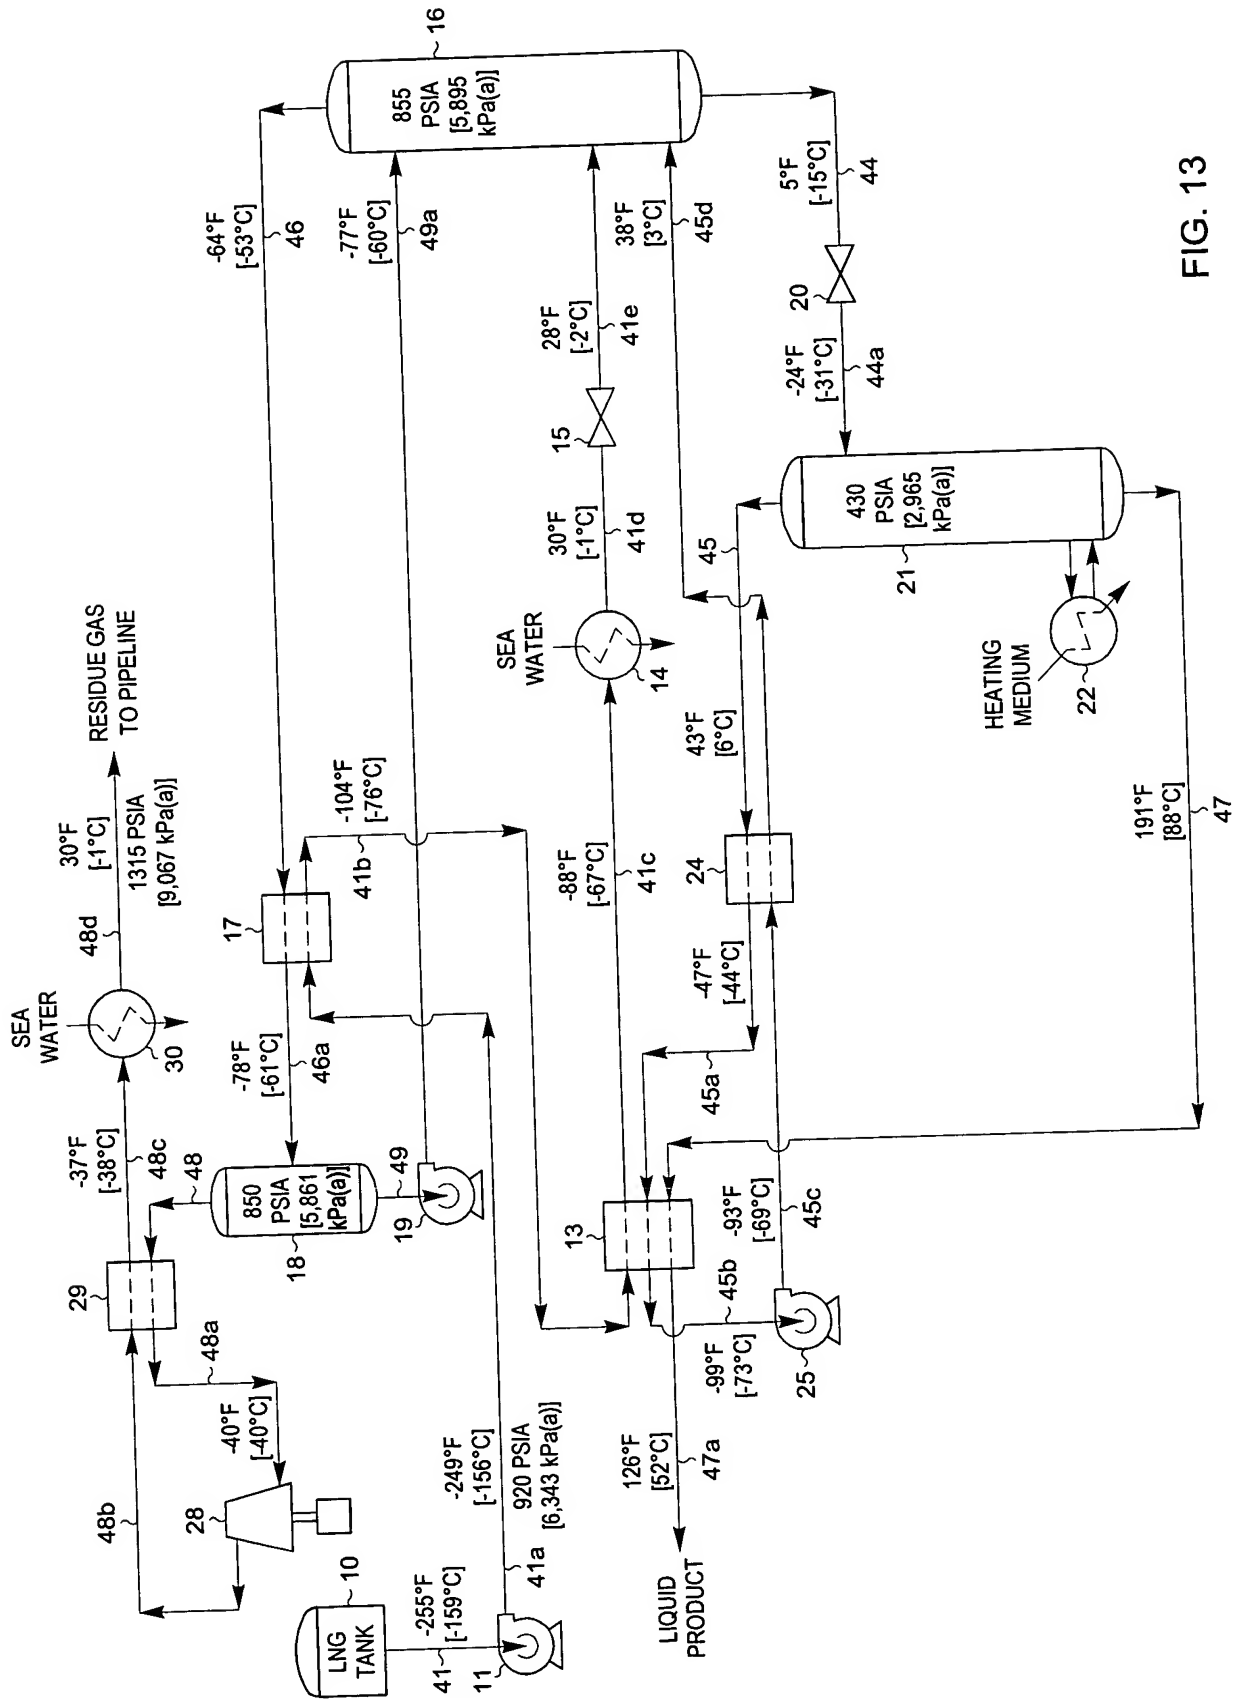 SEA
WATER
30°F
[-1°C]
RESIDUE GAS
TO PIPELINE
48d
1315 PSIA
[9,067 kPa(a)]
30
-37°F
[-38°C]
48c
29
48
48b
48a
-40°F
[-40°C]
28
850
PSIA
[5,861
kPa(a)]
18
-78°F
[-61°C]
46a
17
-64°F
[-53°C]
46
16
855
PSIA
[5,895
kPa(a)]
-104°F
[-76°C]
41b
-77°F
[-60°C]
49a
49
19
LNG
TANK
10
-255°F
[-159°C]
41
11
-249°F
[-156°C]
920 PSIA
[6,343 kPa(a)]
41a
13
-88°F
[-67°C]
41c
SEA
WATER
14
30°F
[-1°C]
41d
15
28°F
[-2°C]
41e
38°F
[3°C]
45d
5°F
[-15°C]
44
20
-24°F
[-31°C]
44a
45
430
PSIA
[2,965
kPa(a)]
21
43°F
[6°C]
24
-47°F
[-44°C]
45a
-93°F
[-69°C]
45c
45b
-99°F
[-73°C]
25
HEATING
MEDIUM
22
191°F
[88°C]
47
126°F
[52°C]
47a
LIQUID
PRODUCT
FIG. 13